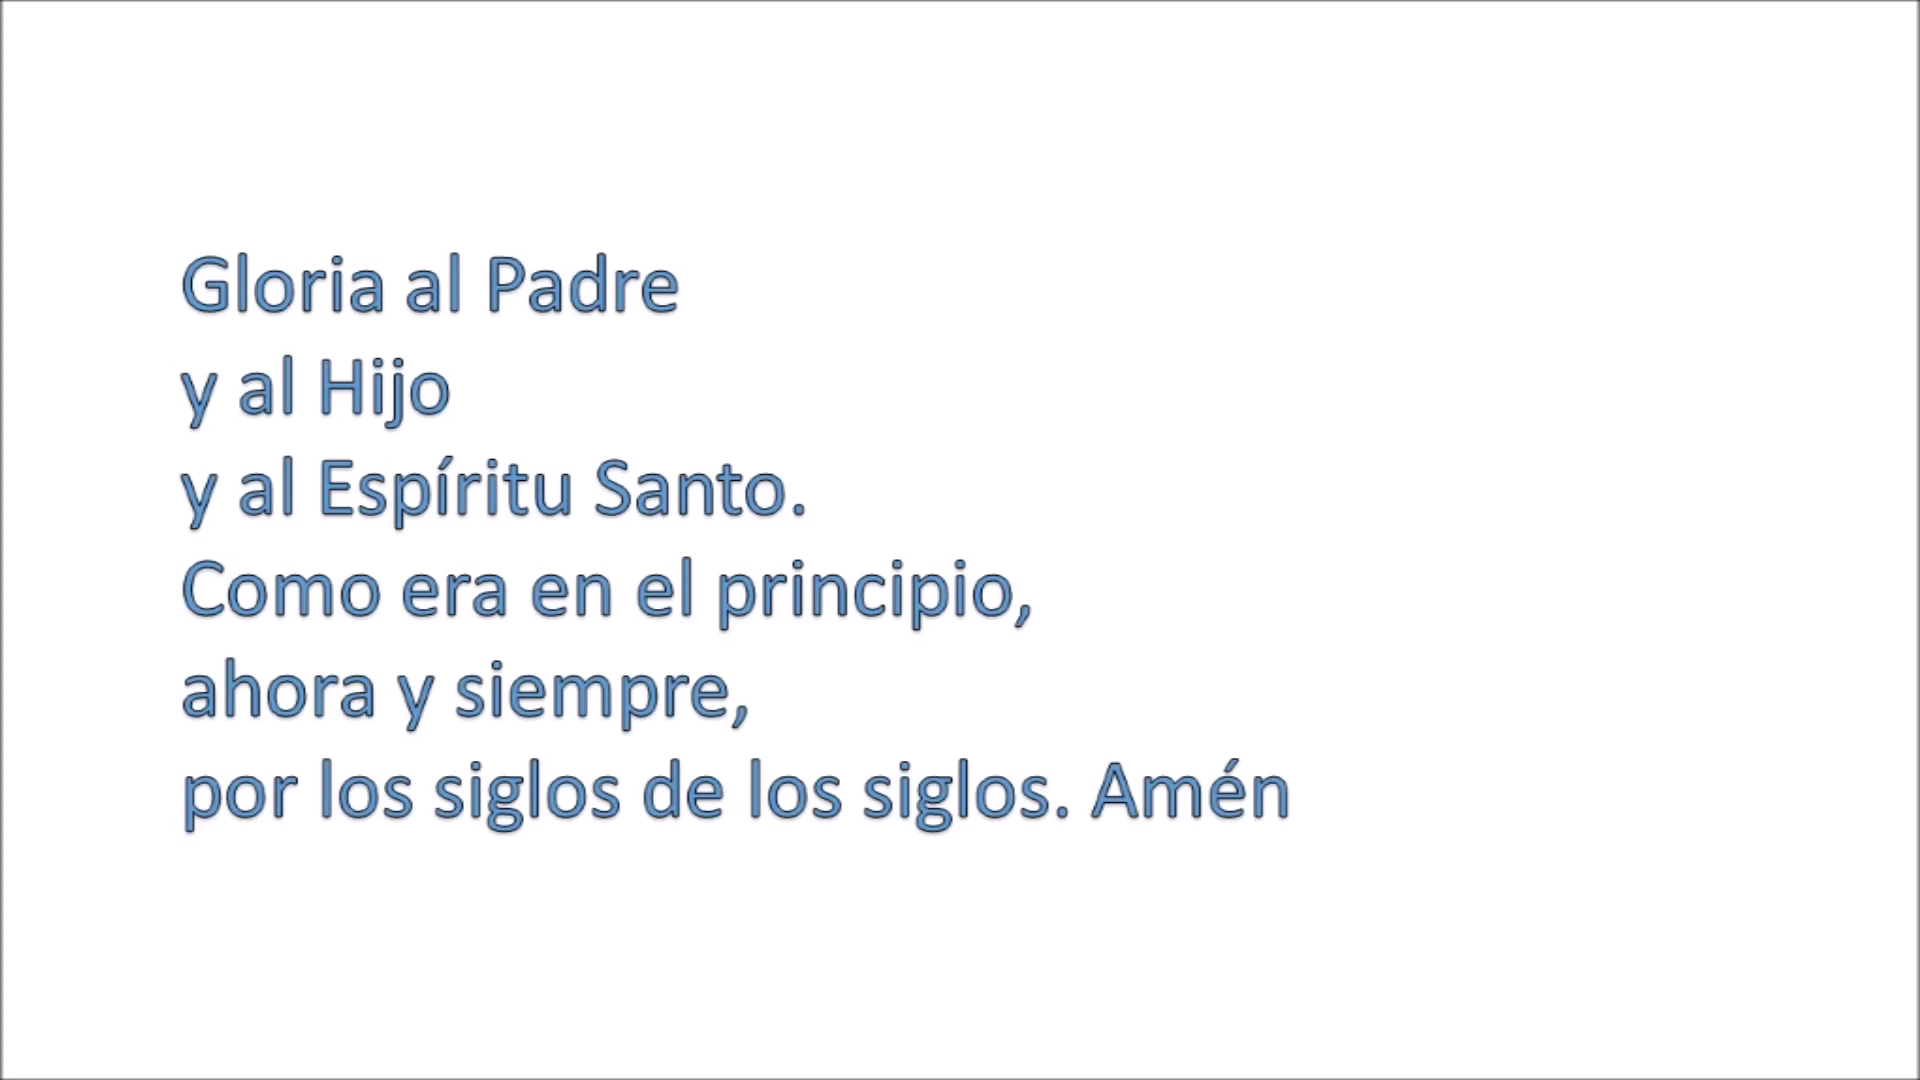 Gloria al Padre
y al Hijo
y al Espíritu Santo.
Como era en el principio,
ahora y siempre,
por los siglos de los siglos. Amén